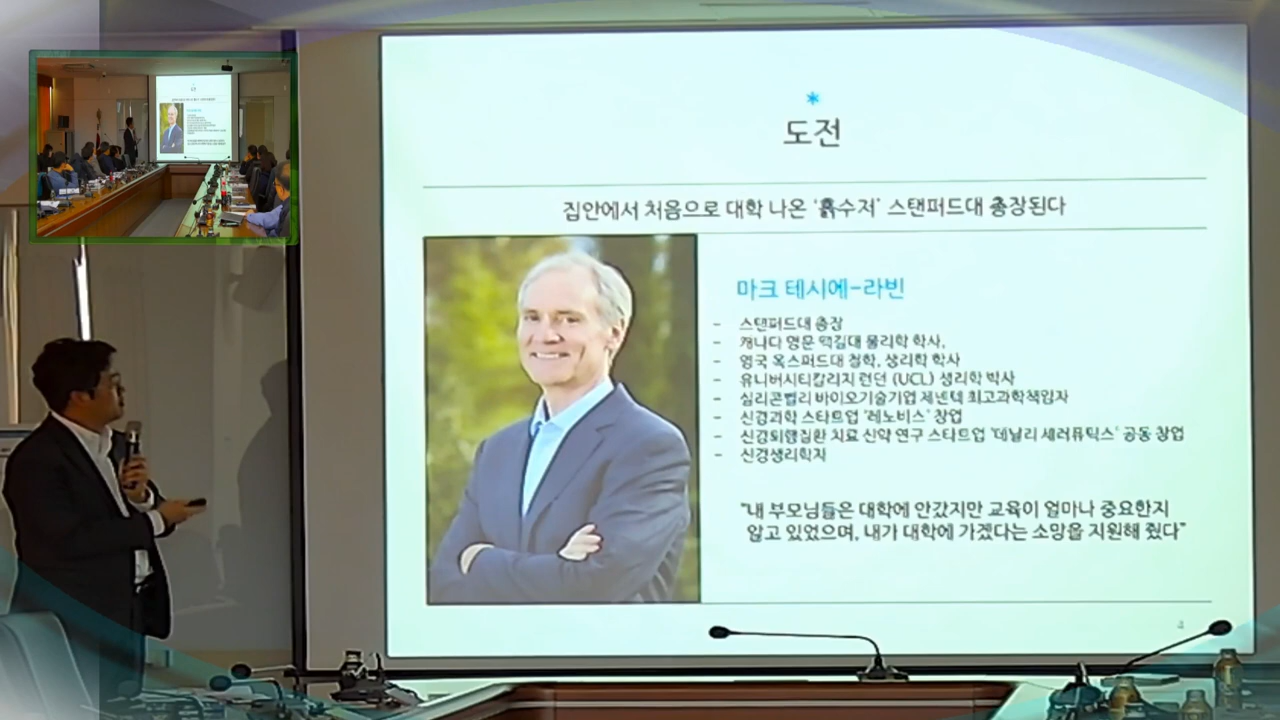 *
도전
집안에서 처음으로 대학 나온 ‘흙수저’ 스탠퍼드대 총장된다
마크 테시에-라빈
- 스탠퍼드대 총장
- 캐나다 명문 맥길대 물리학 학사,
- 영국 옥스퍼드대 철학, 생리학 학사
- 유니버시티칼리지 런던 (UCL) 생리학 박사
- 실리콘밸리 바이오기술기업 제넨텍 최고과학책임자
- 신경과학 스타트업 '레노비스' 창업
- 신경퇴행질환 치료 신약 연구 스타트업 '데날리 세러퓨틱스' 공동 창업
- 신경생리학자
"내 부모님들은 대학에 안갔지만 교육이 얼마나 중요한지
알고 있었으며, 내가 대학에 가겠다는 소망을 지원해 줬다"
4